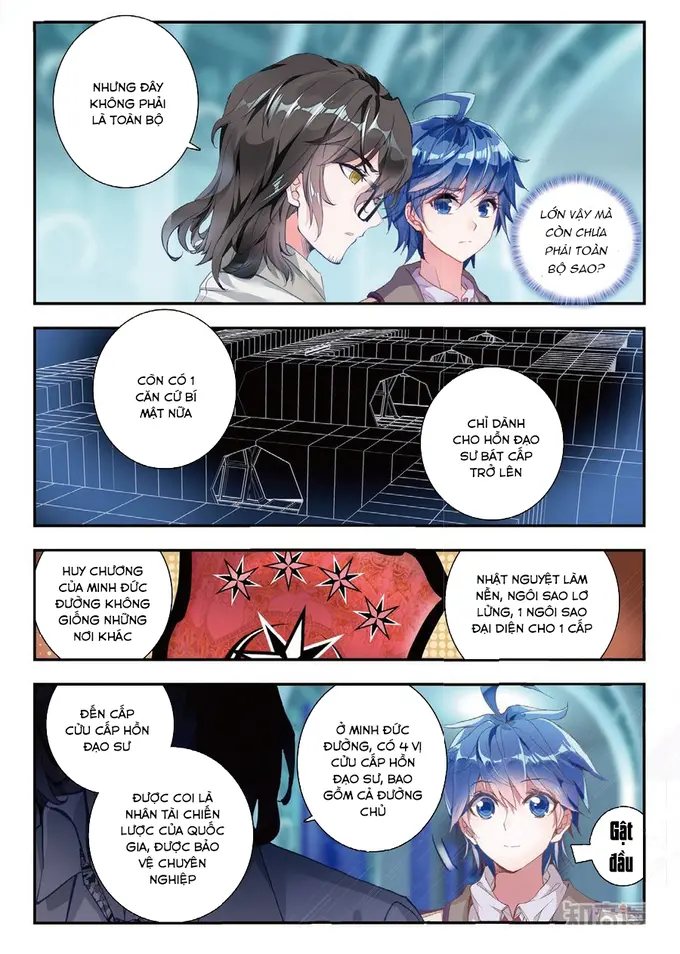 NHƯNG ĐÂY
KHÔNG PHẢI
LÀ TOÀN BỘ
LỚN VẬY MÀ
CÒN CHƯA
PHẢI TOÀN
BỘ SAO?
CÒN CÓ 1
CĂN CỨ BÍ
MẬT NỮA
CHỈ DÀNH
CHO HỒN ĐẠO
SƯ BÁT CẤP
TRỞ LÊN
HUY CHƯƠNG
CỦA MINH ĐỨC
ĐƯỜNG KHÔNG
GIỐNG NHỮNG
NƠI KHÁC
NHẬT NGUYỆT LÀM
NỀN, NGÔI SAO LƠ
LỬNG, 1 NGÔI SAO
ĐẠI DIỆN CHO 1 CẤP
ĐẾN CẤP
CỬU CẤP HỒN
ĐẠO SƯ
ĐƯỢC COI LÀ
NHÂN TÀI CHIẾN
LƯỢC CỦA QUỐC
GIA, ĐƯỢC BẢO
VỆ CHUYÊN
NGHIỆP
Ở MINH ĐỨC
ĐƯỜNG, CÓ 4 VỊ
CỬU CẤP HỒN
ĐẠO SƯ, BAO
GỒM CẢ ĐƯỜNG
CHỦ
Gật
đầu
知音漫